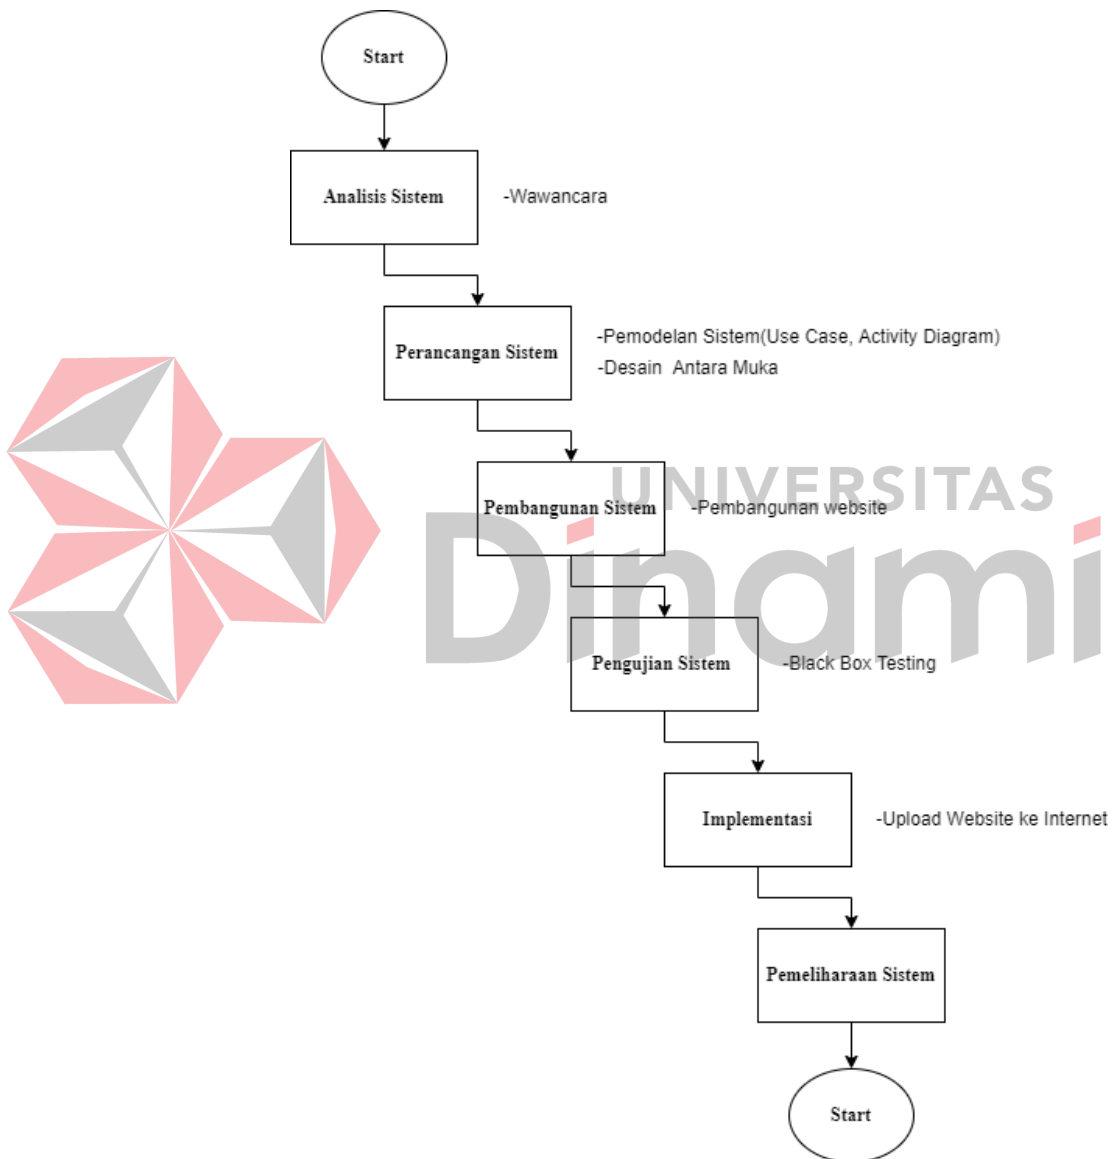 Start
Analisis Sistem
-Wawancara
Perancangan Sistem
-Pemodelan Sistem(Use Case, Activity Diagram)
-Desain Antara Muka
UNIVERSITAS
Dinami
Pembangunan Sistem
-Pembangunan website
Pengujian Sistem
-Black Box Testing
Implementasi
-Upload Website ke Internet
Pemeliharaan Sistem
Start